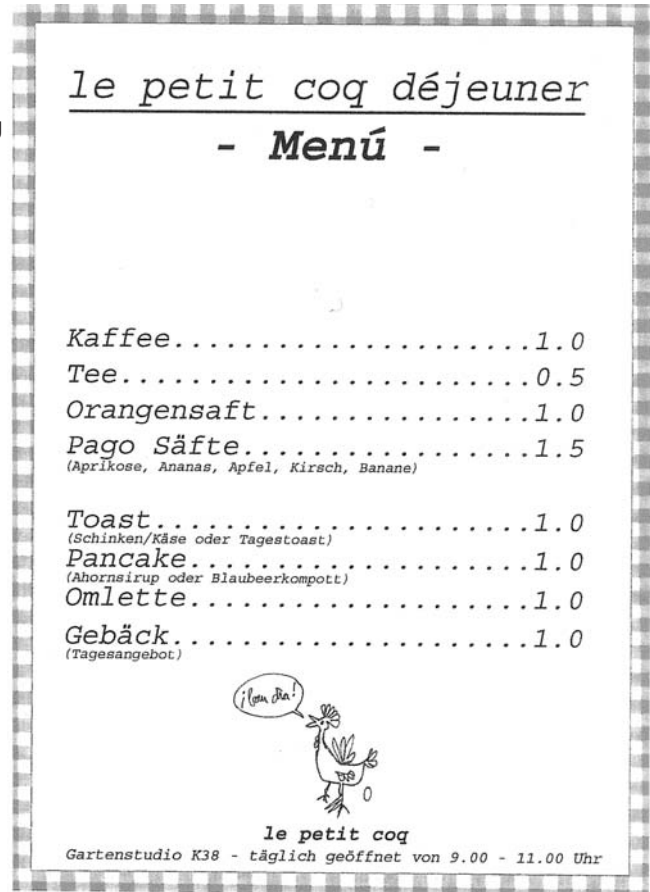 le petit coq déjeuner
- Menú -
Kaffee......................1.0
Tee.........................0.5
Orangensaft.................1.0
Pago Säfte..................1.5
(Aprikose, Ananas, Apfel, Kirsch, Banane)
Toast.......................1.0
(Schinken/Käse oder Tagestoast)
Pancake.....................1.0
(Ahornsirup oder Blaubeerkompott)
Omlette.....................1.0
Gebäck......................1.0
(Tagesangebot)
¡bon dia!
le petit coq
Gartenstudio K38 - täglich geöffnet von 9.00 - 11.00 Uhr